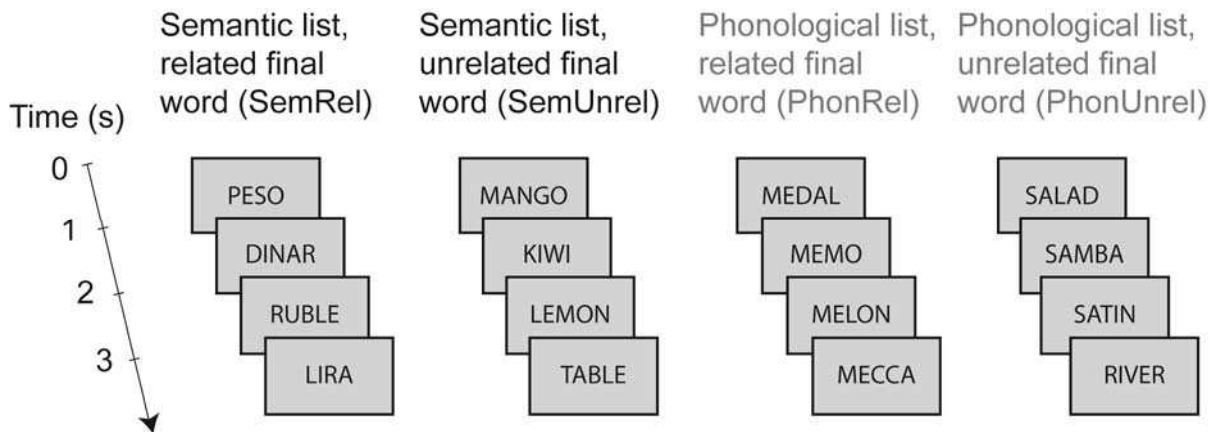 Semantic list,
related final
word (SemRel)
Semantic list,
unrelated final
word (SemUnrel)
Phonological list,
related final
word (PhonRel)
Phonological list,
unrelated final
word (PhonUnrel)
Time (s)
0
1
2
3
PESO
DINAR
RUBLE
LIRA
MANGO
KIWI
LEMON
TABLE
MEDAL
MEMO
MELON
MECCA
SALAD
SAMBA
SATIN
RIVER